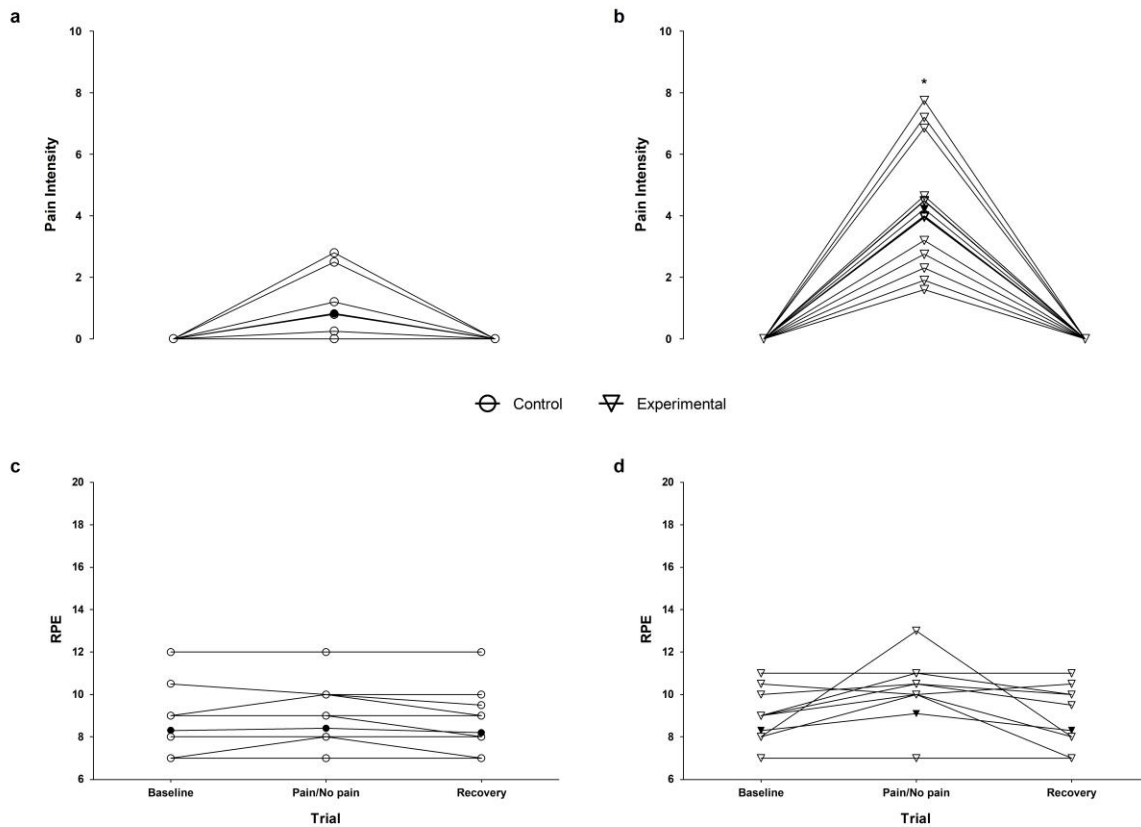 a
10
8
6
4
2
0
Pain Intensity
b
10
8
6
4
2
0
Pain Intensity
*
Control
Experimental
c
20
18
16
14
12
10
8
6
RPE
Baseline
Pain/No pain
Recovery
Trial
d
20
18
16
14
12
10
8
6
RPE
Baseline
Pain/No pain
Recovery
Trial